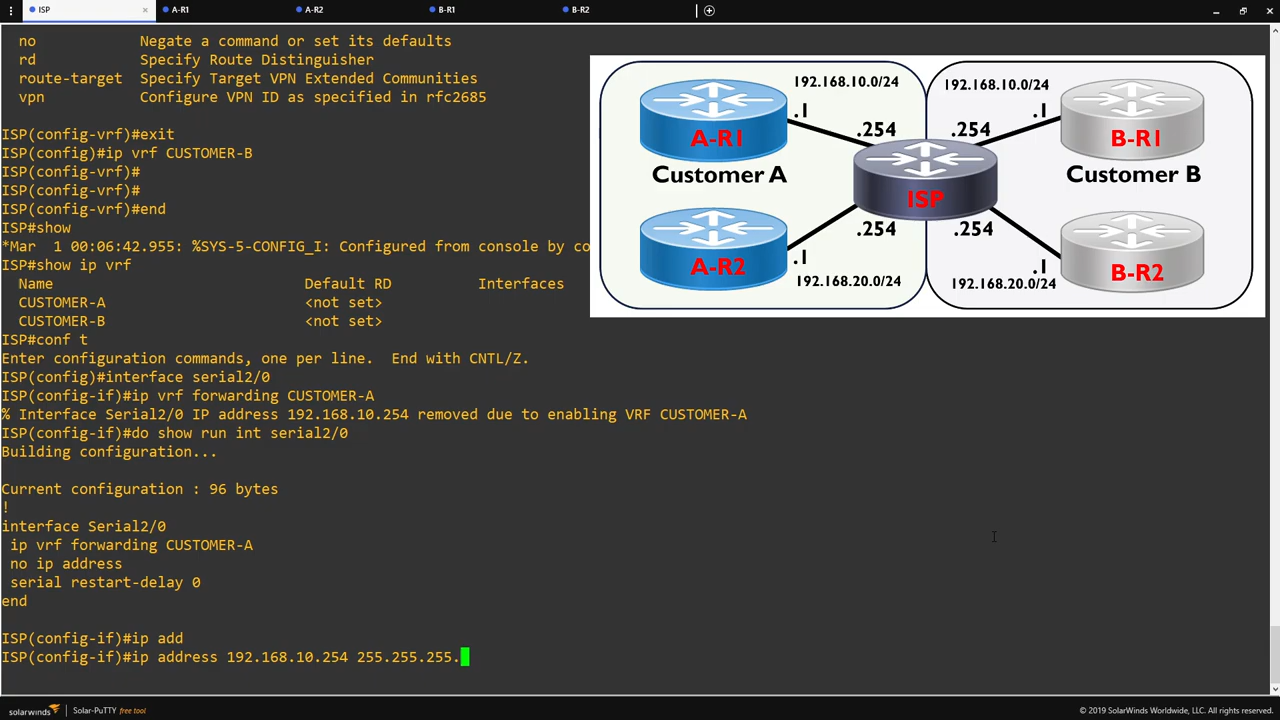 ISP
A-R1
A-R2
B-R1
B-R2
no Negate a command or set its defaults
rd Specify Route Distinguisher
route-target Specify Target VPN Extended Communities
vpn Configure VPN ID as specified in rfc2685
ISP(config-vrf)#exit
ISP(config)#ip vrf CUSTOMER-B
ISP(config-vrf)#
ISP(config-vrf)#
ISP(config-vrf)#end
ISP#show
*Mar 1 00:06:42.955: %SYS-5-CONFIG_I: Configured from console by co
ISP#show ip vrf
Name Default RD Interfaces
CUSTOMER-A <not set>
CUSTOMER-B <not set>
ISP#conf t
Enter configuration commands, one per line. End with CNTL/Z.
ISP(config)#interface serial2/0
ISP(config-if)#ip vrf forwarding CUSTOMER-A
% Interface Serial2/0 IP address 192.168.10.254 removed due to enabling VRF CUSTOMER-A
ISP(config-if)#do show run int serial2/0
Building configuration...
Current configuration : 96 bytes
!
interface Serial2/0
ip vrf forwarding CUSTOMER-A
no ip address
serial restart-delay 0
end
ISP(config-if)#ip add
ISP(config-if)#ip address 192.168.10.254 255.255.255.
192.168.10.0/24
192.168.10.0/24
.1
.1
A-R1
.254
.254
B-R1
Customer A
Customer B
ISP
A-R2
.254
.254
B-R2
.1
.1
192.168.20.0/24
192.168.20.0/24
solarwinds
Solar-PuTTY free tool
© 2019 SolarWinds Worldwide, LLC. All rights reserved.